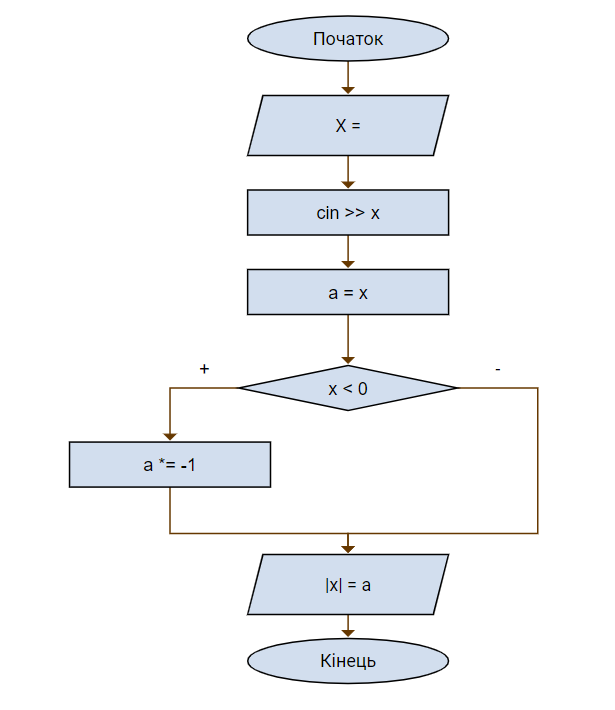 Початок
X =
cin >> x
a = x
+
-
x < 0
a *= -1
|x| = a
Кінець